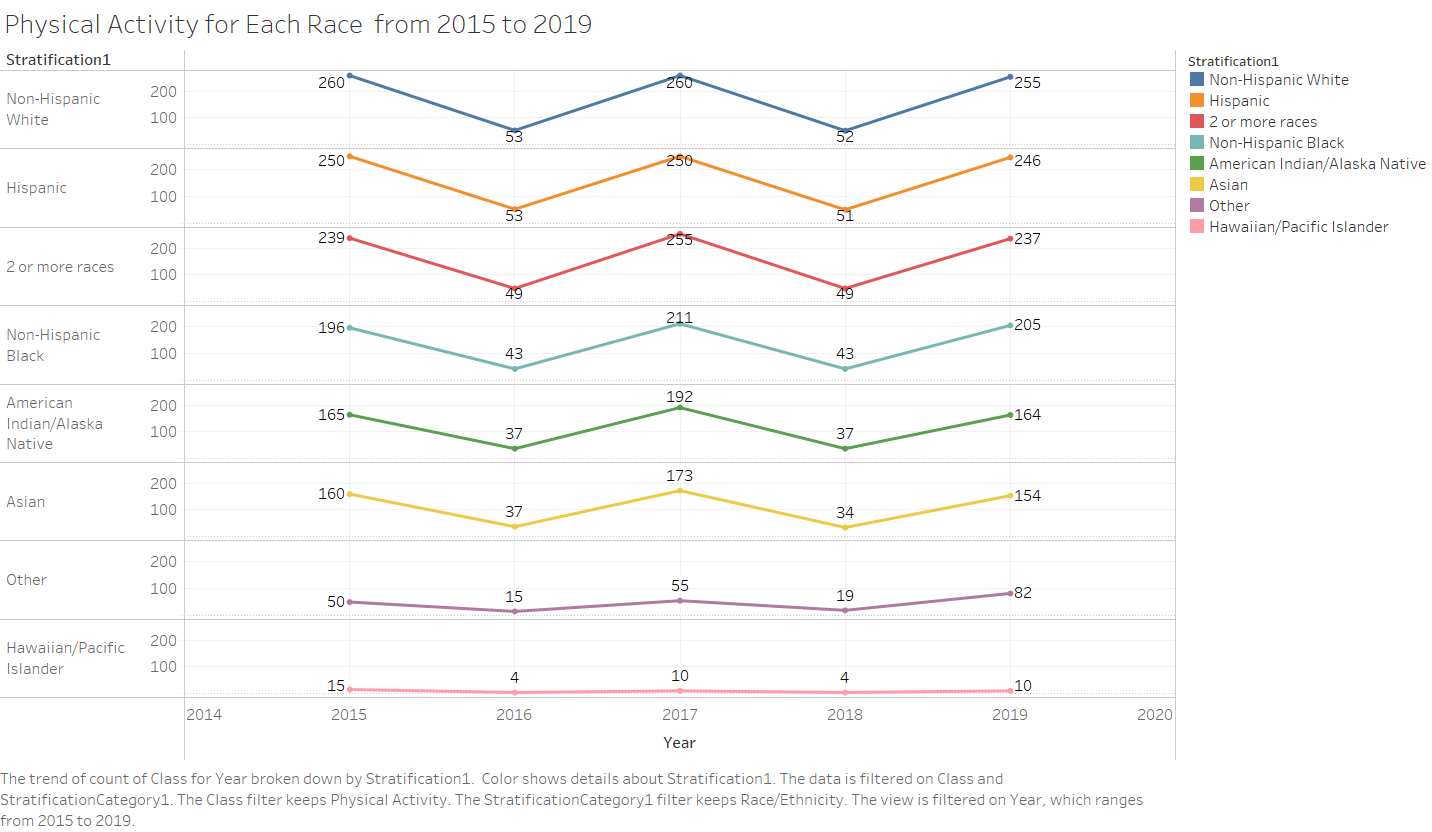 Physical Activity for Each Race from 2015 to 2019
Stratification1
Non-Hispanic
White
200
100
260
53
260
52
255
Hispanic
200
100
250
53
250
51
246
2 or more races
200
100
239
49
255
49
237
Non-Hispanic
Black
200
100
196
43
211
43
205
American
Indian/Alaska
Native
200
100
165
37
192
37
164
Asian
200
100
160
37
173
34
154
Other
200
100
50
15
55
19
82
Hawaiian/Pacific
Islander
200
100
15
4
10
4
10
2014 2015 2016 2017 2018 2019 2020
Year
Stratification1
Non-Hispanic White
Hispanic
2 or more races
Non-Hispanic Black
American Indian/Alaska Native
Asian
Other
Hawaiian/Pacific Islander
The trend of count of Class for Year broken down by Stratification1. Color shows details about Stratification1. The data is filtered on Class and
StratificationCategory1. The Class filter keeps Physical Activity. The StratificationCategory1 filter keeps Race/Ethnicity. The view is filtered on Year, which ranges
from 2015 to 2019.